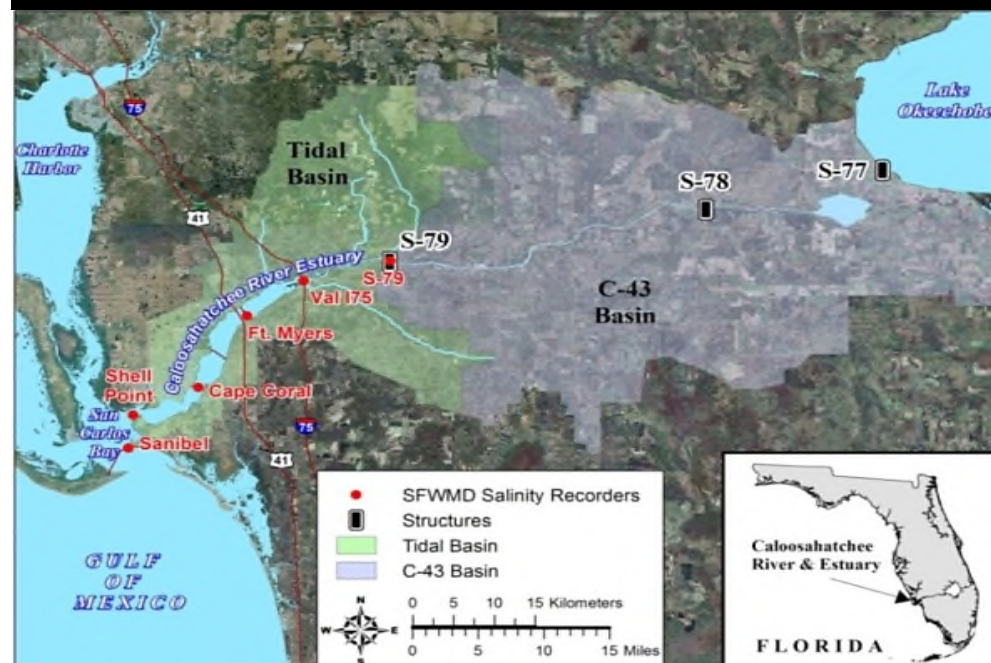 Lake
Okeechobe
75
Charlotte
Harbor
Tidal
Basin
S-77
S-78
41
S-79
S-79
Caloosahatchee River Estuary
Val I75
C-43
Basin
Ft. Myers
Shell
Point
Cape Coral
San
Carlos
Bay
Sanibel
75
41
GULF
OF
MEXICO
SFWMD Salinity Recorders
Structures
Tidal Basin
C-43 Basin
N
W
E
S
0 5 10 15 Kilometers
0 5 10 15 Miles
Caloosahatchee
River & Estuary
FLORIDA